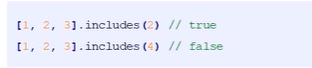 [1, 2, 3].includes(2) // true
[1, 2, 3].includes(4) // false